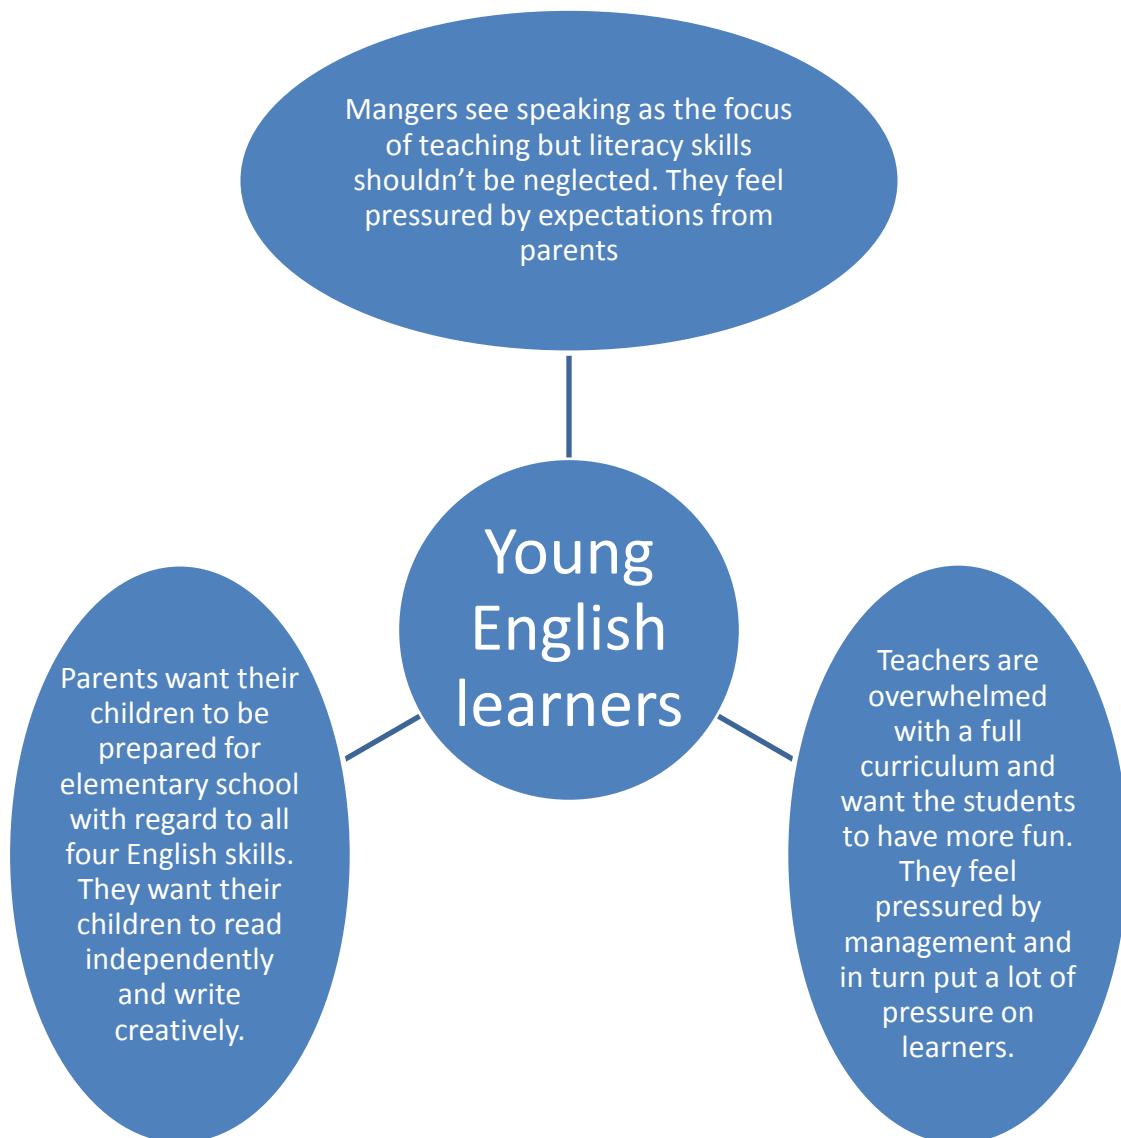 Mangers see speaking as the focus
of teaching but literacy skills
shouldn’t be neglected. They feel
pressured by expectations from
parents
Young
English
learners
Parents want their
children to be
prepared for
elementary school
with regard to all
four English skills.
They want their
children to read
independently
and write
creatively.
Teachers are
overwhelmed
with a full
curriculum and
want the students
to have more fun.
They feel
pressured by
management and
in turn put a lot of
pressure on
learners.